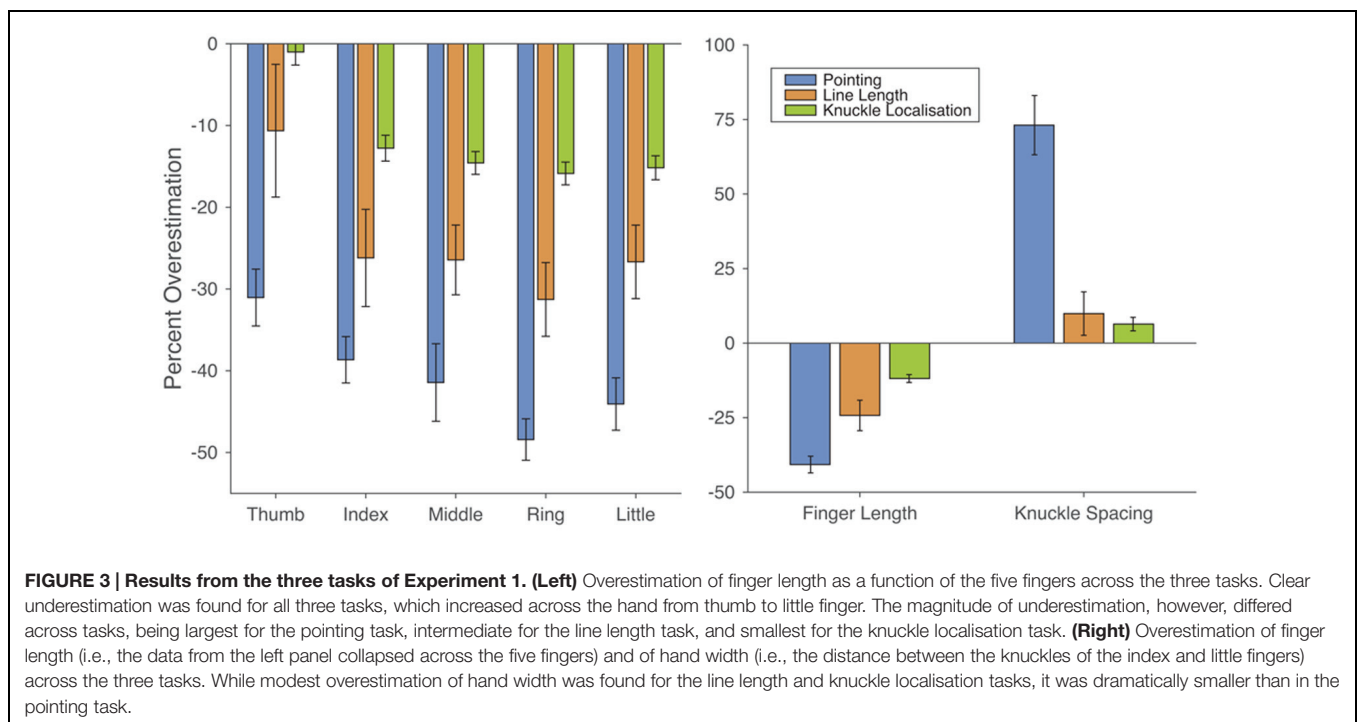 0
-10
-20
-30
-40
-50
Percent Overestimation
Thumb Index Middle Ring Little
100
75
50
25
0
-25
-50
Pointing
Line Length
Knuckle Localisation
Finger Length Knuckle Spacing
FIGURE 3 | Results from the three tasks of Experiment 1. (Left) Overestimation of finger length as a function of the five fingers across the three tasks. Clear
underestimation was found for all three tasks, which increased across the hand from thumb to little finger. The magnitude of underestimation, however, differed
across tasks, being largest for the pointing task, intermediate for the line length task, and smallest for the knuckle localisation task. (Right) Overestimation of finger
length (i.e., the data from the left panel collapsed across the five fingers) and of hand width (i.e., the distance between the knuckles of the index and little fingers)
across the three tasks. While modest overestimation of hand width was found for the line length and knuckle localisation tasks, it was dramatically smaller than in the
pointing task.